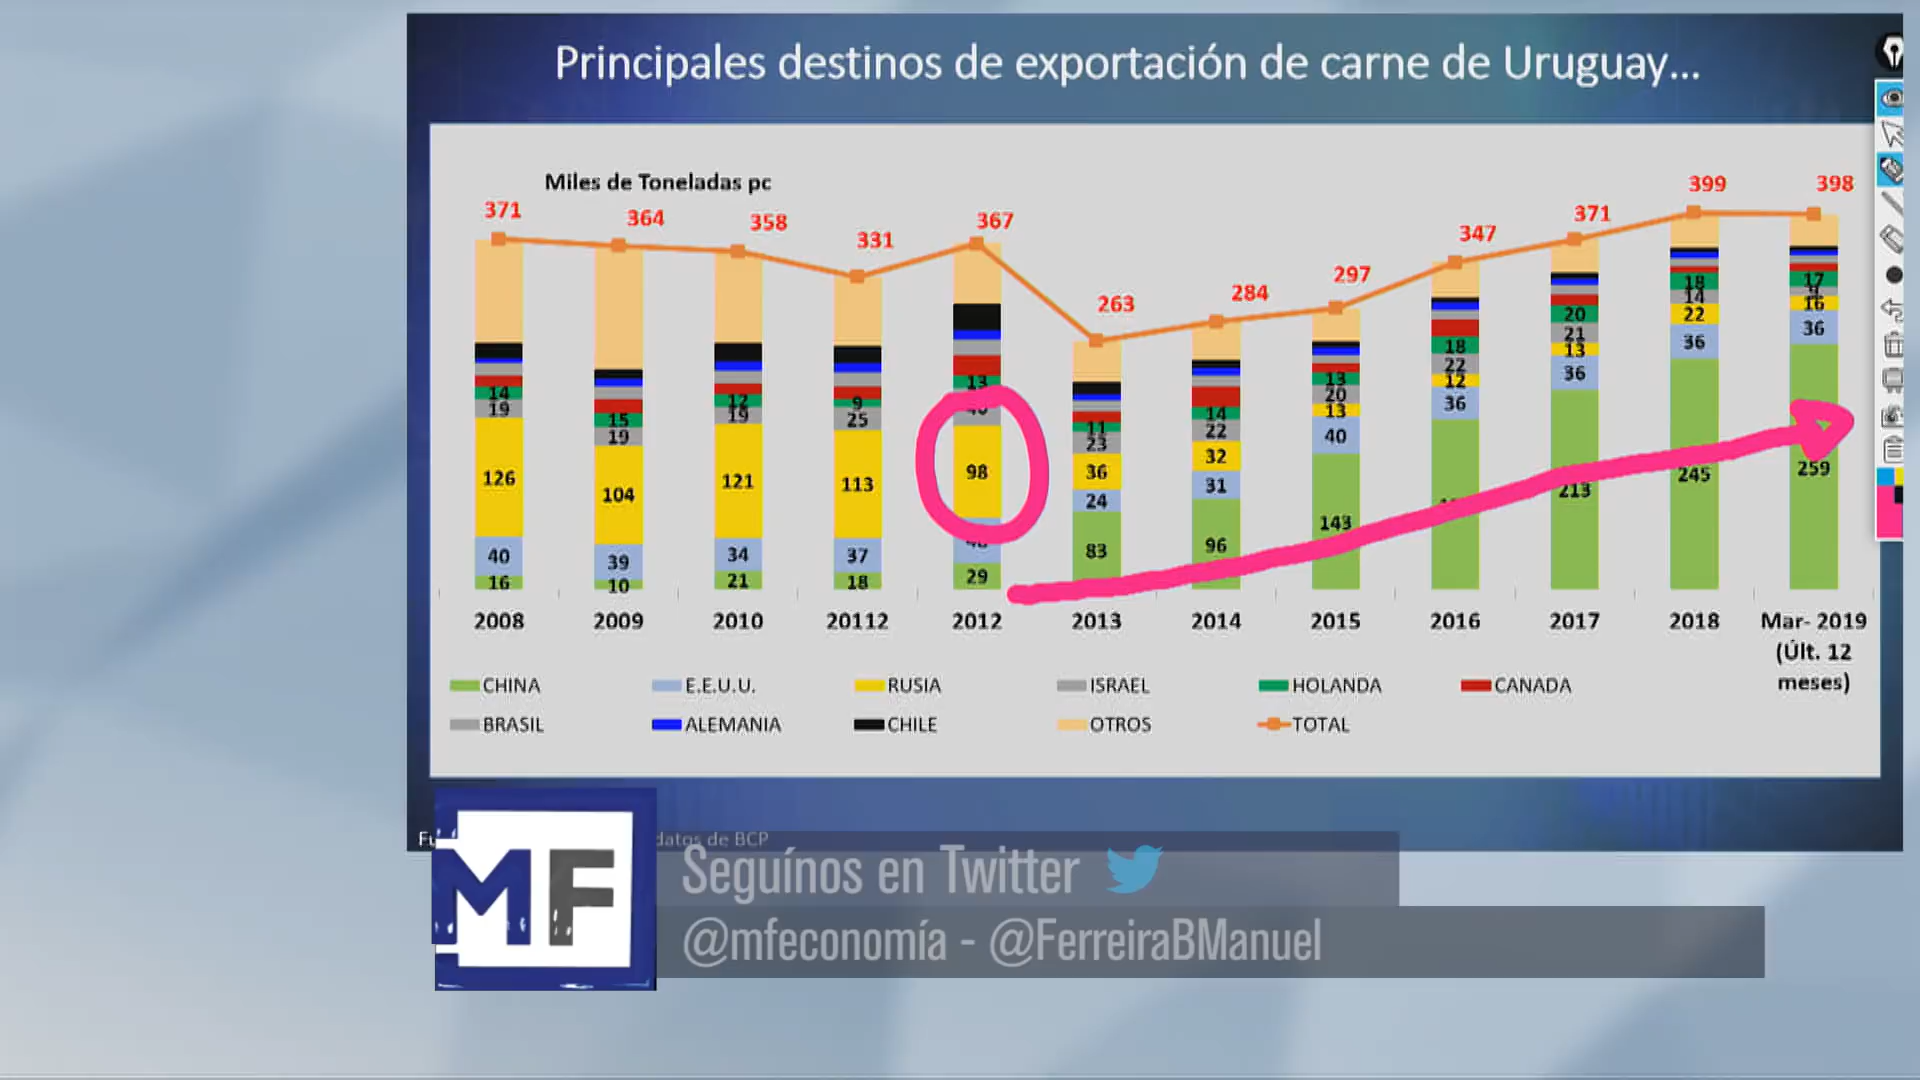 Principales destinos de exportación de carne de Uruguay...
Miles de Toneladas pc
371 364 358 331 367 263 284 297 347 371 399 398
14 15 12 9 13 11 14 13 18 20 18 17
19 19 19 25 23 22 20 22 21 14
126 104 121 113 98 36 32 13 12 13 22 16
40 39 34 37 24 31 40 36 36 36 36
16 10 21 18 29 83 96 143 213 245 259
2008 2009 2010 20112 2012 2013 2014 2015 2016 2017 2018 Mar- 2019
(Últ. 12
meses)
CHINA E.E.U.U. RUSIA ISRAEL HOLANDA CANADA
BRASIL ALEMANIA CHILE OTROS TOTAL
datos de BCP
MF
Seguínos en Twitter
@mfeconomía - @FerreiraBManuel